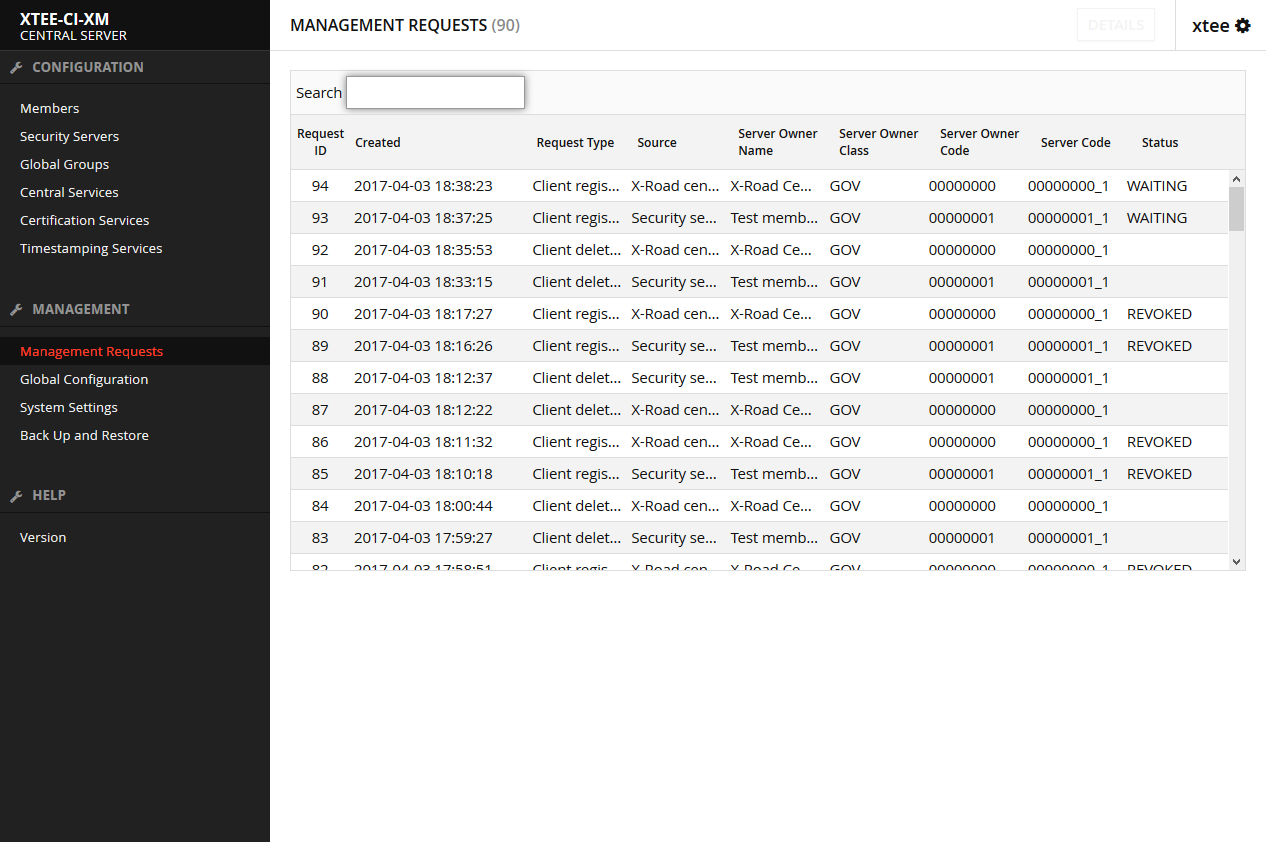 XTEE-CI-XM
CENTRAL SERVER
CONFIGURATION
Members
Security Servers
Global Groups
Central Services
Certification Services
Timestamping Services
MANAGEMENT
Management Requests
Global Configuration
System Settings
Back Up and Restore
HELP
Version
MANAGEMENT REQUESTS (90)
DETAILS
xtee
Search
Request ID Created Request Type Source Server Owner Name Server Owner Class Server Owner Code Server Code Status
94 2017-04-03 18:38:23 Client regis... X-Road cen... X-Road Ce... GOV 00000000 00000000_1 WAITING
93 2017-04-03 18:37:25 Client regis... Security se... Test memb... GOV 00000001 00000001_1 WAITING
92 2017-04-03 18:35:53 Client delet... X-Road cen... X-Road Ce... GOV 00000000 00000000_1
91 2017-04-03 18:33:15 Client delet... Security se... Test memb... GOV 00000001 00000001_1
90 2017-04-03 18:17:27 Client regis... X-Road cen... X-Road Ce... GOV 00000000 00000000_1 REVOKED
89 2017-04-03 18:16:26 Client regis... Security se... Test memb... GOV 00000001 00000001_1 REVOKED
88 2017-04-03 18:12:37 Client delet... Security se... Test memb... GOV 00000001 00000001_1
87 2017-04-03 18:12:22 Client delet... X-Road cen... X-Road Ce... GOV 00000000 00000000_1
86 2017-04-03 18:11:32 Client regis... X-Road cen... X-Road Ce... GOV 00000000 00000000_1 REVOKED
85 2017-04-03 18:10:18 Client regis... Security se... Test memb... GOV 00000001 00000001_1 REVOKED
84 2017-04-03 18:00:44 Client delet... X-Road cen... X-Road Ce... GOV 00000000 00000000_1
83 2017-04-03 17:59:27 Client delet... Security se... Test memb... GOV 00000001 00000001_1
82 2017-04-03 17:58:51 Client regis... X-Road cen... X-Road Ce... GOV 00000000 00000000_1 REVOKED